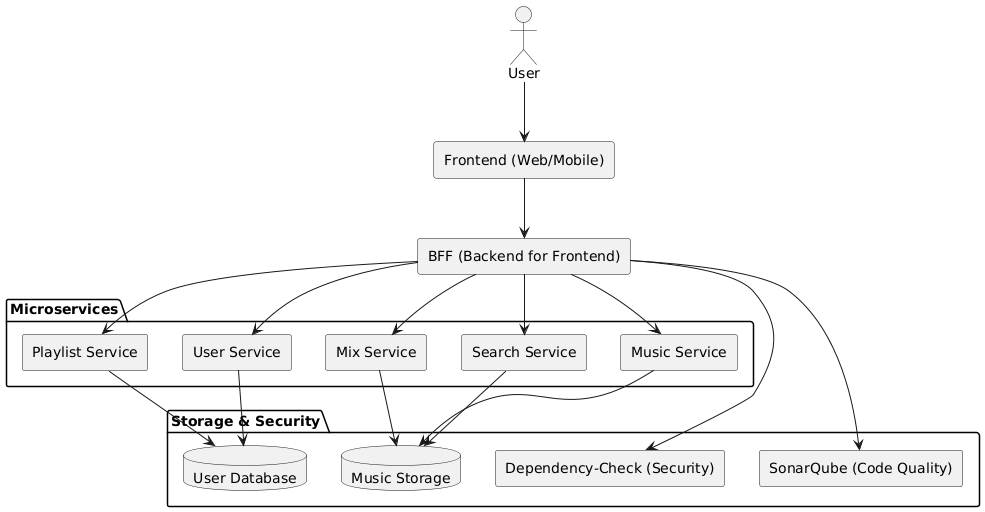 User
Frontend (Web/Mobile)
BFF (Backend for Frontend)
Microservices
Playlist Service
User Service
Mix Service
Search Service
Music Service
Storage & Security
User Database
Music Storage
Dependency-Check (Security)
SonarQube (Code Quality)